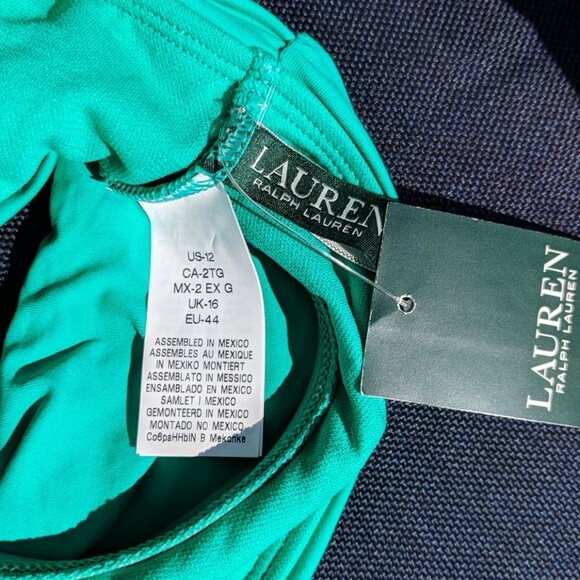 LAUREN
RALPH LAUREN
US-12
CA-2TG
MX-2 EX G
UK-16
EU-44
ASSEMBLED IN MEXICO
ASSEMBLES AU MEXIQUE
IN MEXIKO MONTIERT
ASSEMBLATO IN MESSICO
ENSAMBLADO EN MEXICO
SAMLET I MEXICO
GEMONTEERD IN MEXICO
MONTADO NO MEXICO
Co6paHHbIN B Mekcnke
LAUREN
RALPH LAUREN